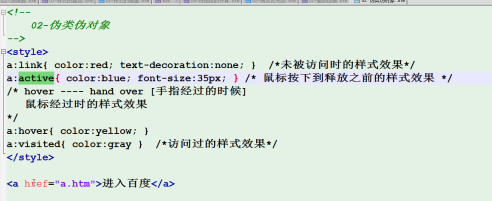 <!--
02-伪类伪对象
-->
<style>
a:link{ color:red; text-decoration:none; } /*未被访问时的样式效果*/
a:active{ color:blue; font-size:35px; } /* 鼠标按下到释放之前的样式效果 */
/* hover ---- hand over [手指经过的时候]
鼠标经过时的样式效果
*/
a:hover{ color:yellow; }
a:visited{ color:gray } /*访问过的样式效果*/
</style>
<a href="a.htm">进入百度</a>